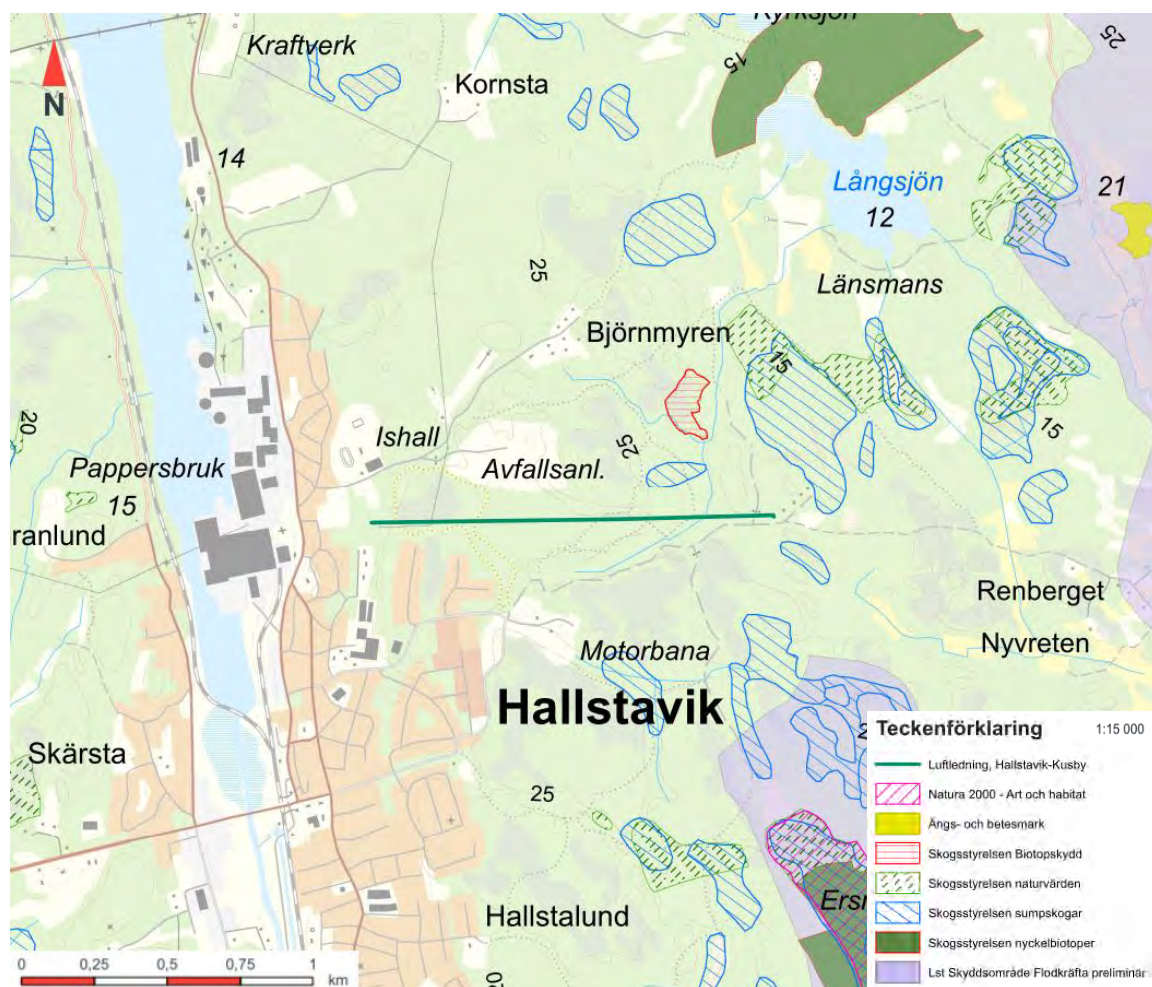 Kyrksjön
Kraftverk
15
25
Kornsta
N
14
Långsjön
12
21
25
Länsmans
Björnmyren
15
20
Ishall
25
15
Pappersbruk
Avfallsanl.
15
ranlund
Renberget
Nyvreten
Motorbana
Hallstavik
Skärsta
25
Hallstalund
Ers
Teckenförklaring 1:15 000
Luftledning, Hallstavik-Kusby
Natura 2000 - Art och habitat
Ängs- och betesmark
Skogsstyrelsen Biotopskydd
Skogsstyrelsen naturvärden
Skogsstyrelsen sumpskogar
Skogsstyrelsen nyckelbiotoper
Lst Skyddsområde Flodkräfta preliminär
0 0,25 0,5 0,75 1
km